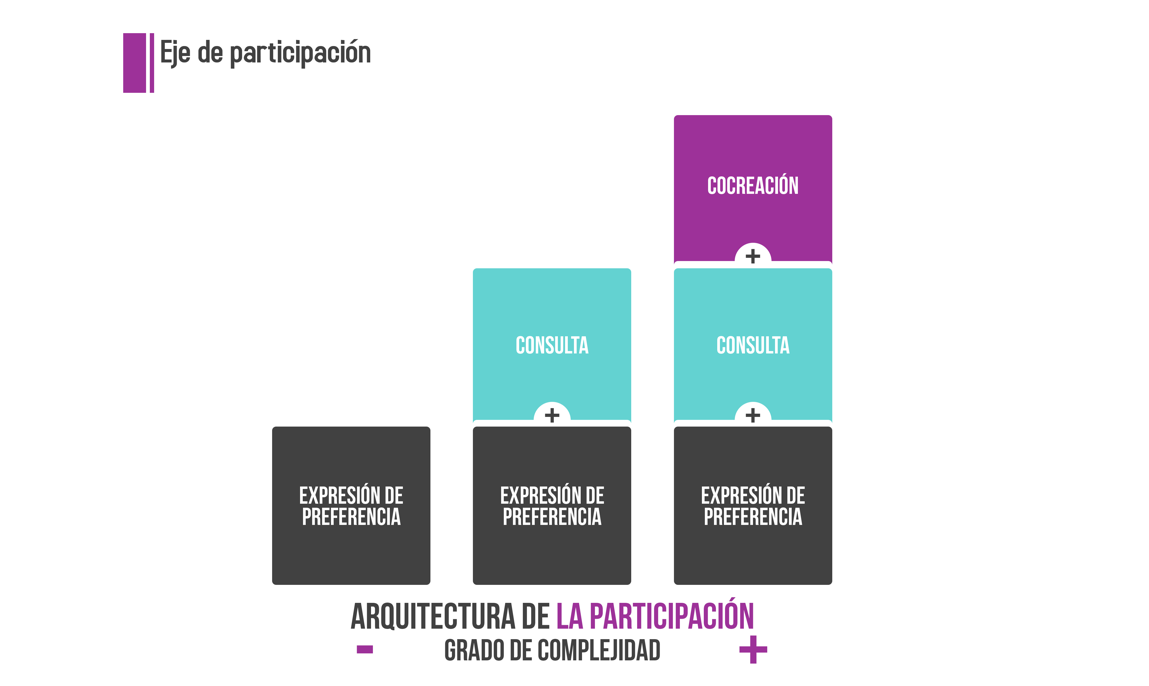 Eje de participación
COCREACIÓN
+
CONSULTA
CONSULTA
+
+
EXPRESIÓN DE
PREFERENCIA
EXPRESIÓN DE
PREFERENCIA
EXPRESIÓN DE
PREFERENCIA
ARQUITECTURA DE LA PARTICIPACIÓN
- GRADO DE COMPLEJIDAD +